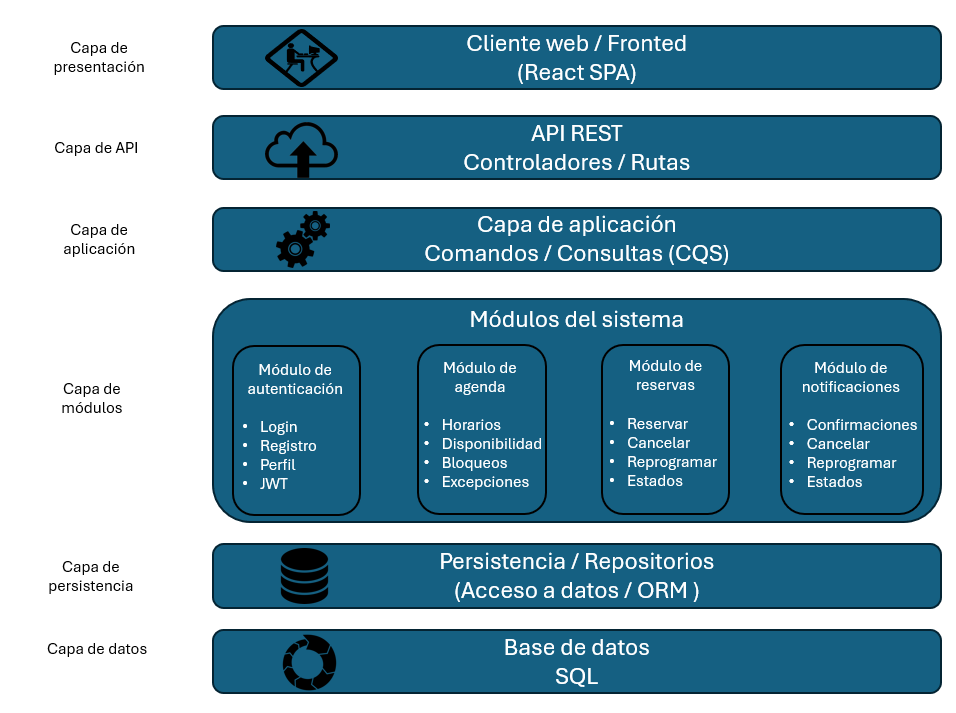 Capa de
presentación
Cliente web / Fronted
(React SPA)
Capa de API
API REST
Controladores / Rutas
Capa de
aplicación
Capa de aplicación
Comandos / Consultas (CQS)
Capa de
módulos
Módulos del sistema
Módulo de
autenticación
• Login
• Registro
• Perfil
• JWT
Módulo de
agenda
• Horarios
• Disponibilidad
• Bloqueos
• Excepciones
Módulo de
reservas
• Reservar
• Cancelar
• Reprogramar
• Estados
Módulo de
notificaciones
• Confirmaciones
• Cancelar
• Reprogramar
• Estados
Capa de
persistencia
Persistencia / Repositorios
(Acceso a datos / ORM )
Capa de datos
Base de datos
SQL